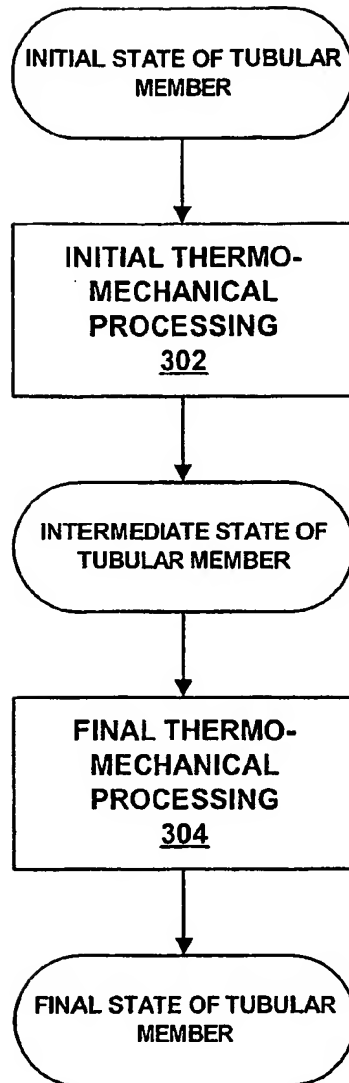 INITIAL STATE OF TUBULAR
MEMBER
INITIAL THERMO-
MECHANICAL
PROCESSING
302
INTERMEDIATE STATE OF
TUBULAR MEMBER
FINAL THERMO-
MECHANICAL
PROCESSING
304
FINAL STATE OF TUBULAR
MEMBER